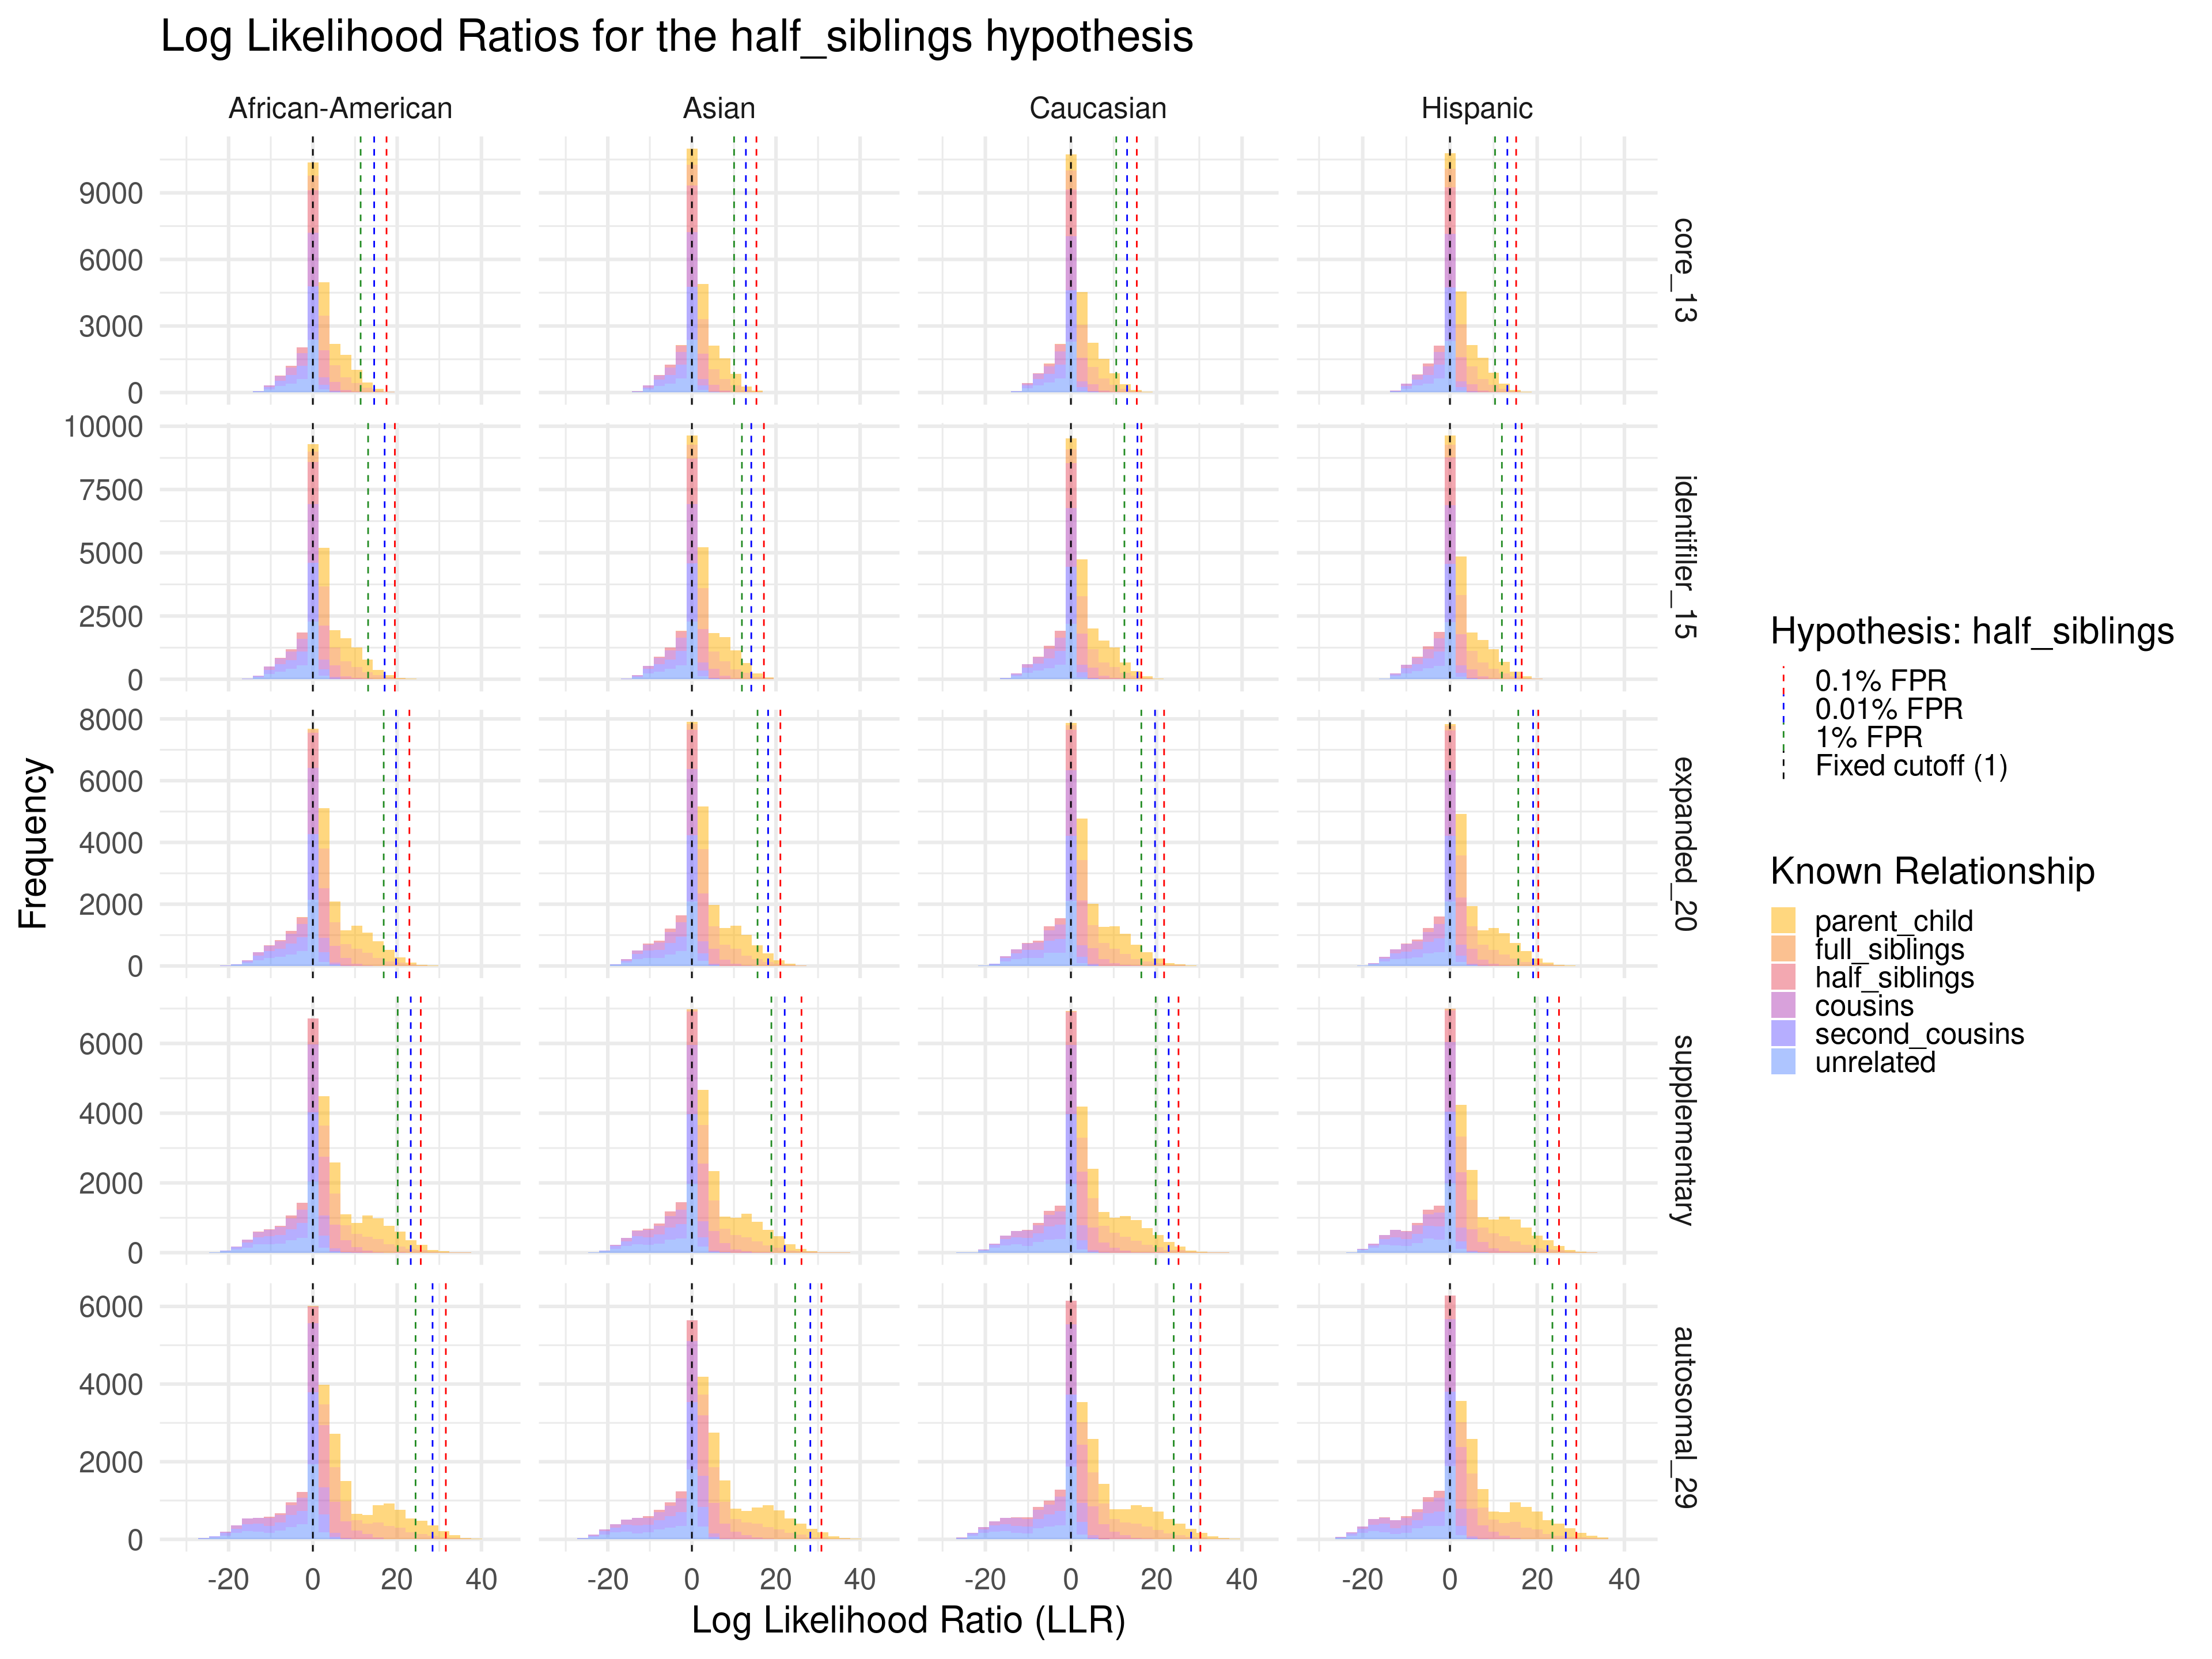 Log Likelihood Ratios for the half_siblings hypothesis
African-American Asian Caucasian Hispanic
9000
6000
3000
0
core_13
10000
7500
5000
2500
0
identifiler_15
8000
6000
4000
2000
0
expanded_20
6000
4000
2000
0
supplementary
6000
4000
2000
0
autosomal_29
Frequency
-20 0 20 40 -20 0 20 40 -20 0 20 40 -20 0 20 40
Log Likelihood Ratio (LLR)
Hypothesis: half_siblings
0.1% FPR
0.01% FPR
1% FPR
Fixed cutoff (1)
Known Relationship
parent_child
full_siblings
half_siblings
cousins
second_cousins
unrelated